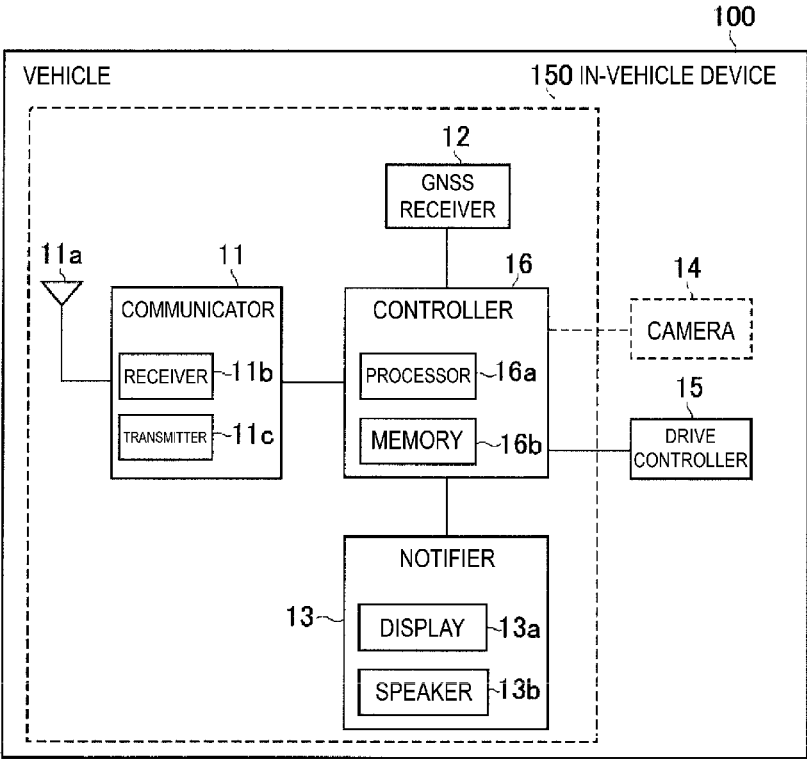 100
VEHICLE
150 IN-VEHICLE DEVICE
12
GNSS
RECEIVER
11a
11
COMMUNICATOR
RECEIVER
11b
TRANSMITTER
11c
16
CONTROLLER
PROCESSOR
16a
MEMORY
16b
14
CAMERA
15
DRIVE
CONTROLLER
NOTIFIER
13
DISPLAY
13a
SPEAKER
13b